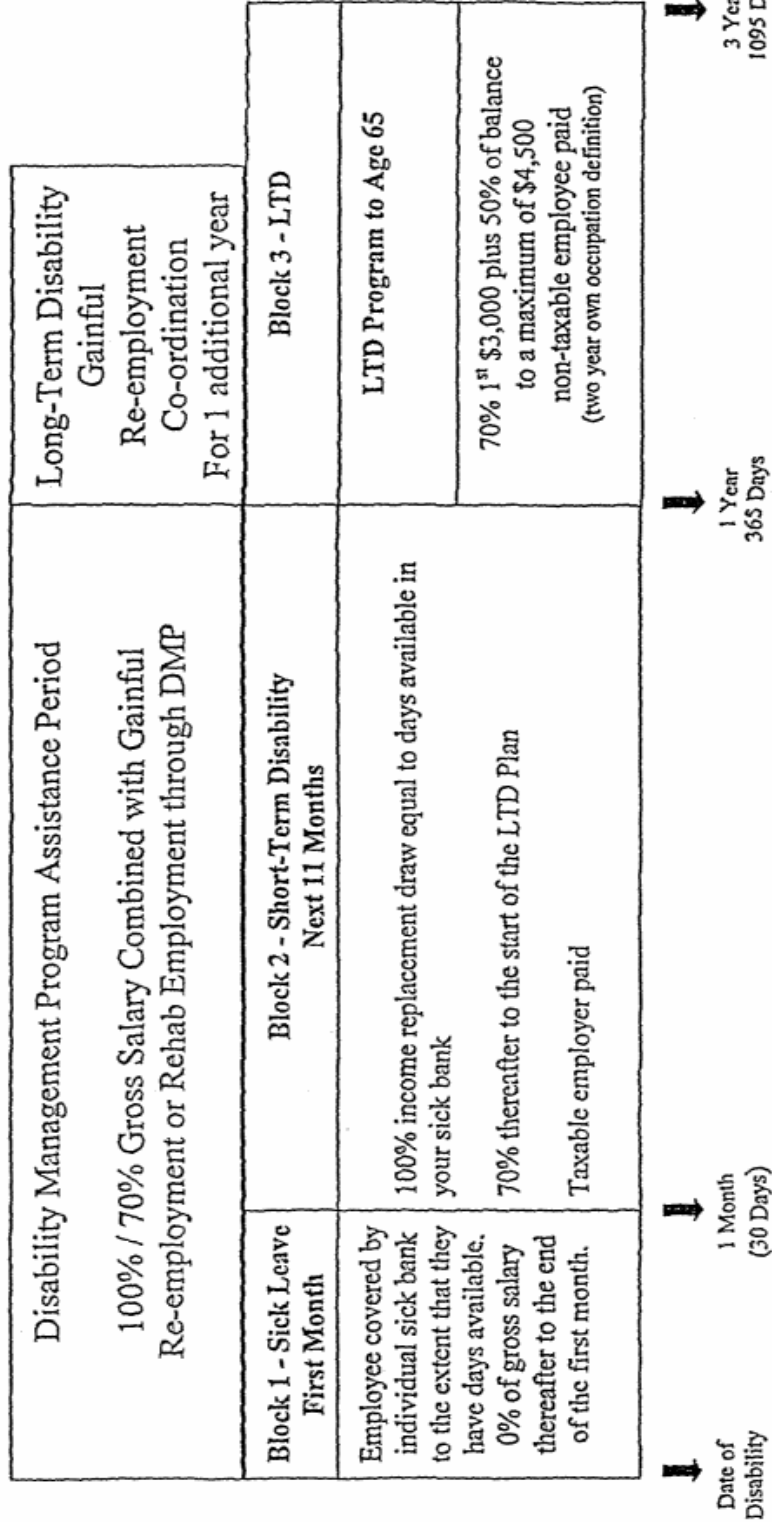 Disability Management Program Assistance Period
100% / 70% Gross Salary Combined with Gainful
Re-employment or Rehab Employment through DMP
Long-Term Disability
Gainful
Re-employment
Co-ordination
For 1 additional year
Block 1 - Sick Leave
First Month
Block 2 - Short-Term Disability
Next 11 Months
Block 3 - LTD
Employee covered by
individual sick bank
to the extent that they
have days available.
0% of gross salary
thereafter to the end
of the first month.
100% income replacement draw equal to days available in
your sick bank
70% thereafter to the start of the LTD Plan
Taxable employer paid
LTD Program to Age 65
70% 1st $3,000 plus 50% of balance
to a maximum of $4,500
non-taxable employee paid
(two year own occupation definition)
Date of
Disability
1 Month
(30 Days)
1 Year
365 Days
3
1095